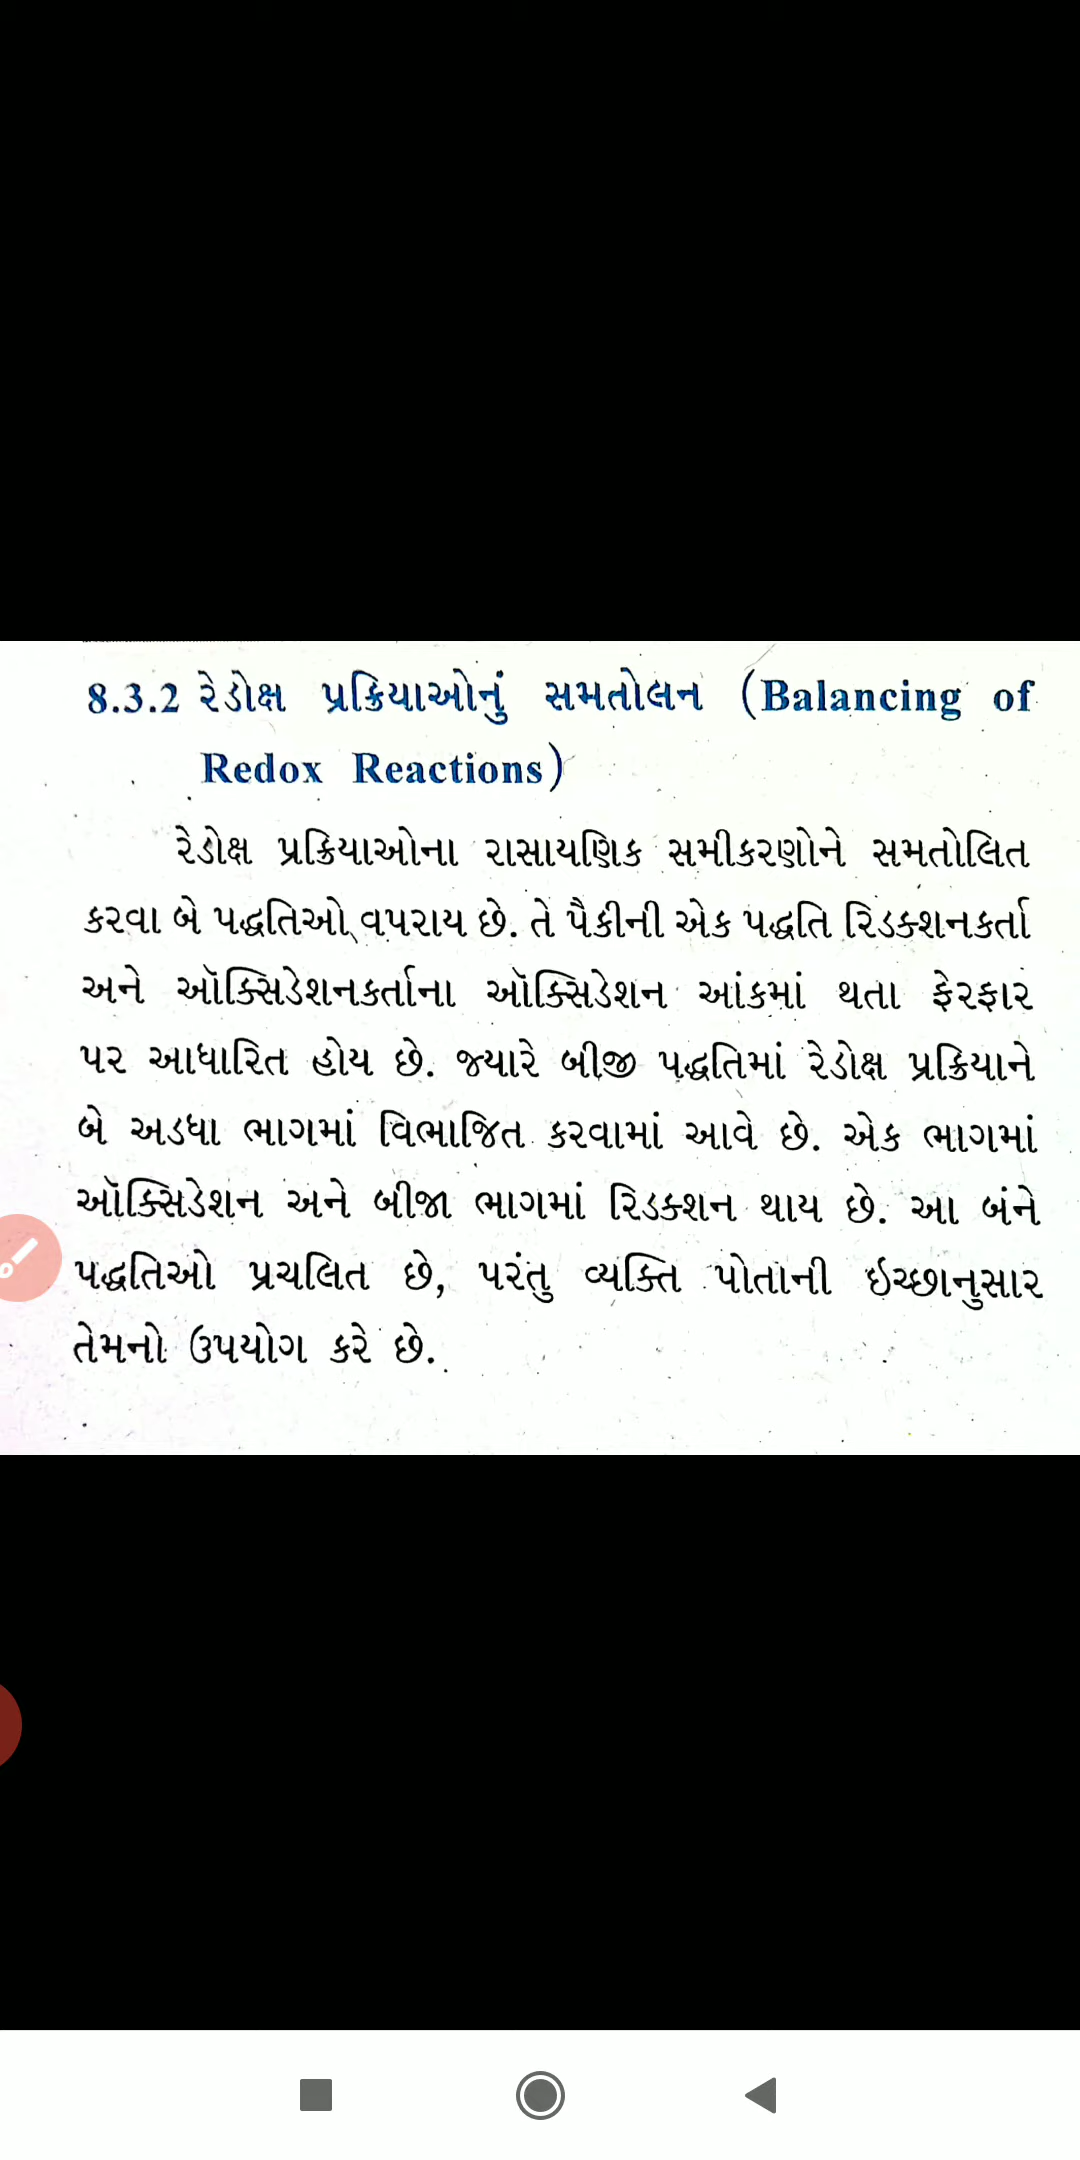 8.3.2 રેડોક્ષ પ્રક્રિયાઓનું સમતોલન (Balancing of
Redox Reactions)
રેડોક્ષ પ્રક્રિયાઓના રાસાયણિક સમીકરણોને સમતોલિત
કરવા બે પદ્ધતિઓ વપરાય છે. તે પૈકીની એક પદ્ધતિ રિડક્શનકર્તા
અને ઑક્સિડેશનકર્તાના ઑક્સિડેશન આંકમાં થતા ફેરફાર
પર આધારિત હોય છે. જ્યારે બીજી પદ્ધતિમાં રેડોક્ષ પ્રક્રિયાને
બે અડધા ભાગમાં વિભાજિત કરવામાં આવે છે. એક ભાગમાં
ઑક્સિડેશન અને બીજા ભાગમાં રિડક્શન થાય છે. આ બંને
પદ્ધતિઓ પ્રચલિત છે, પરંતુ વ્યક્તિ પોતાની ઇચ્છાનુસાર
તેમનો ઉપયોગ કરે છે.